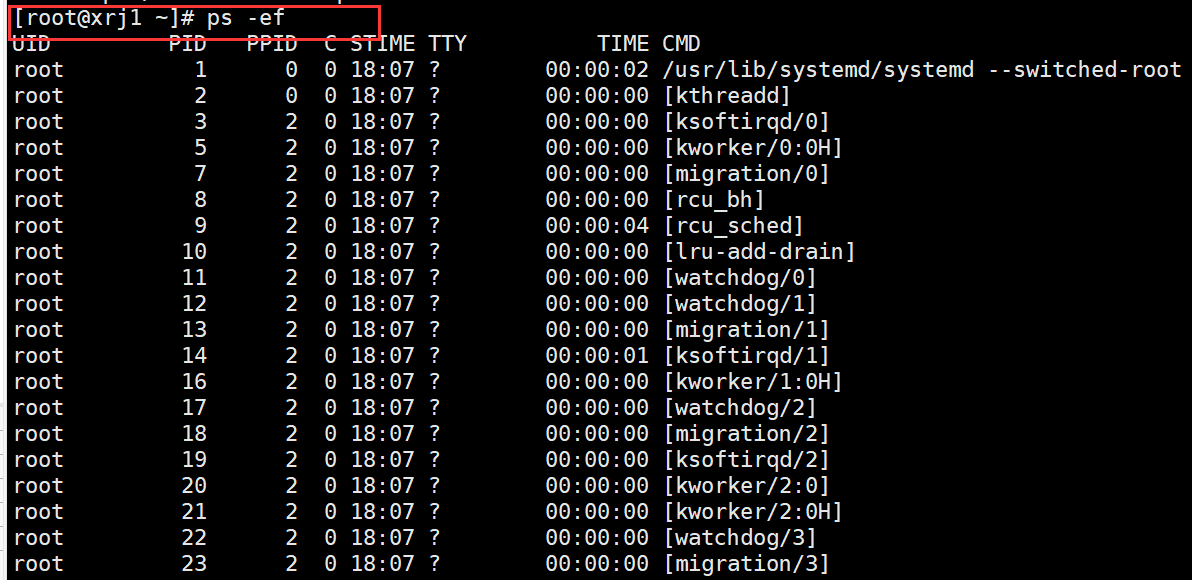 [root@xrj1 ~]# ps -ef
UID PID PPID C STIME TTY TIME CMD
root 1 0 0 18:07 ? 00:00:02 /usr/lib/systemd/systemd --switched-root
root 2 0 0 18:07 ? 00:00:00 [kthreadd]
root 3 2 0 18:07 ? 00:00:00 [ksoftirqd/0]
root 5 2 0 18:07 ? 00:00:00 [kworker/0:0H]
root 7 2 0 18:07 ? 00:00:00 [migration/0]
root 8 2 0 18:07 ? 00:00:00 [rcu_bh]
root 9 2 0 18:07 ? 00:00:04 [rcu_sched]
root 10 2 0 18:07 ? 00:00:00 [lru-add-drain]
root 11 2 0 18:07 ? 00:00:00 [watchdog/0]
root 12 2 0 18:07 ? 00:00:00 [watchdog/1]
root 13 2 0 18:07 ? 00:00:00 [migration/1]
root 14 2 0 18:07 ? 00:00:01 [ksoftirqd/1]
root 16 2 0 18:07 ? 00:00:00 [kworker/1:0H]
root 17 2 0 18:07 ? 00:00:00 [watchdog/2]
root 18 2 0 18:07 ? 00:00:00 [migration/2]
root 19 2 0 18:07 ? 00:00:00 [ksoftirqd/2]
root 20 2 0 18:07 ? 00:00:00 [kworker/2:0]
root 21 2 0 18:07 ? 00:00:00 [kworker/2:0H]
root 22 2 0 18:07 ? 00:00:00 [watchdog/3]
root 23 2 0 18:07 ? 00:00:00 [migration/3]